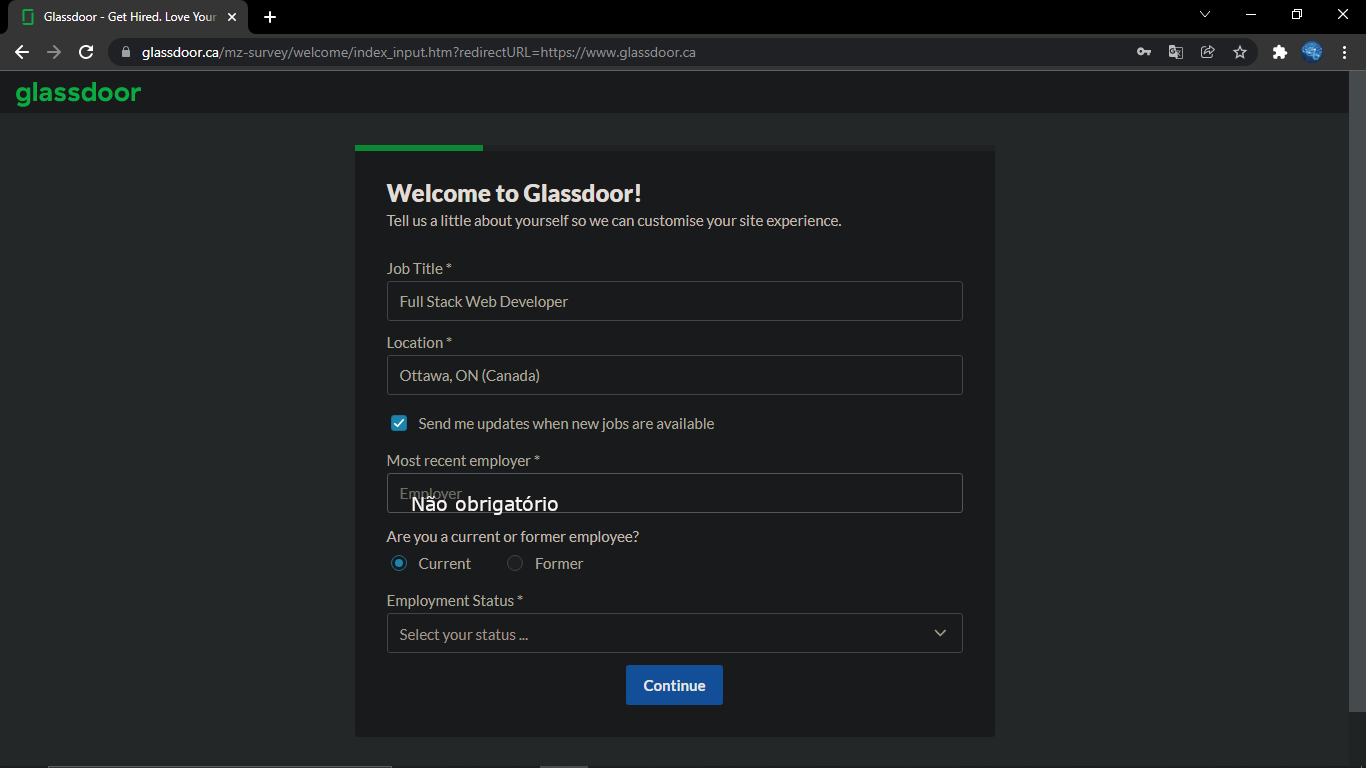 Glassdoor - Get Hired. Love Your
glassdoor.ca/mz-survey/welcome/index_input.htm?redirectURL=https://www.glassdoor.ca
glassdoor
Welcome to Glassdoor!
Tell us a little about yourself so we can customise your site experience.
Job Title *
Full Stack Web Developer
Location *
Ottawa, ON (Canada)
Send me updates when new jobs are available
Most recent employer *
Employer
Não obrigatório
Are you a current or former employee?
Current Former
Employment Status *
Select your status ...
Continue